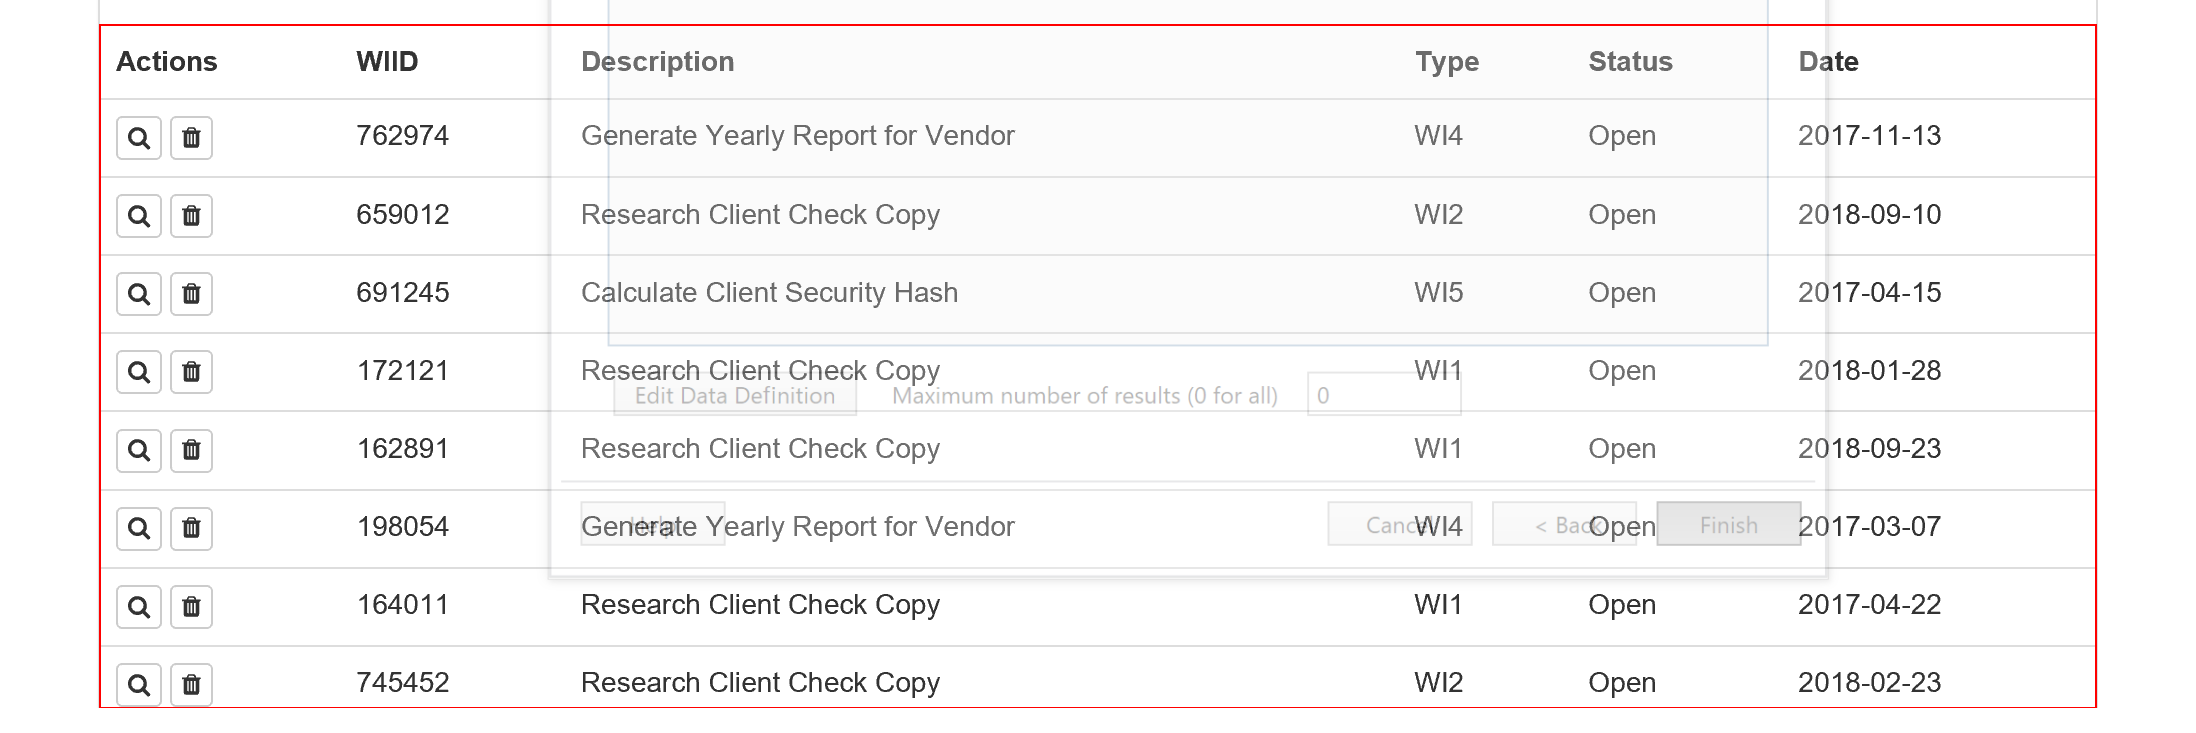 Actions WIID Description Type Status Date
762974 Generate Yearly Report for Vendor WI4 Open 2017-11-13
659012 Research Client Check Copy WI2 Open 2018-09-10
691245 Calculate Client Security Hash WI5 Open 2017-04-15
172121 Research Client Check Copy WI1 Open 2018-01-28
Edit Data Definition Maximum number of results (0 for all) 0
162891 Research Client Check Copy WI1 Open 2018-09-23
198054 Generate Yearly Report for Vendor WI4 Open 2017-03-07
Help Cancel < Back Finish
164011 Research Client Check Copy WI1 Open 2017-04-22
745452 Research Client Check Copy WI2 Open 2018-02-23